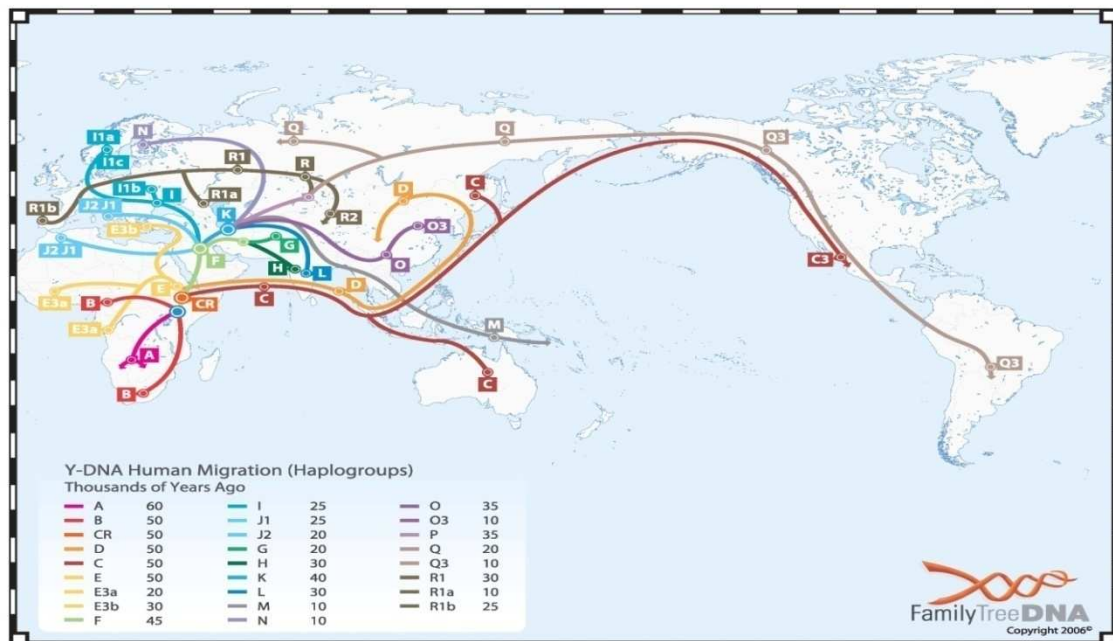 I1a
N
Q
Q
Q3
I1c
R1
R
I1b
I
R1a
D
C
R1b
J2 J1
K
R2
E3b
O3
J2 J1
G
F
O
C3
H
L
E
D
E3a
B
CR
C
E3a
M
A
Q3
B
C
Y-DNA Human Migration (Haplogroups)
Thousands of Years Ago
A 60 I 25 O 35
B 50 J1 25 O3 10
CR 50 J2 20 P 35
D 50 G 20 Q 20
C 50 H 30 Q3 10
E 50 K 40 R1 30
E3a 20 L 30 R1a 10
E3b 30 M 10 R1b 25
F 45 N 10
FamilyTreeDNA
Copyright 2006©